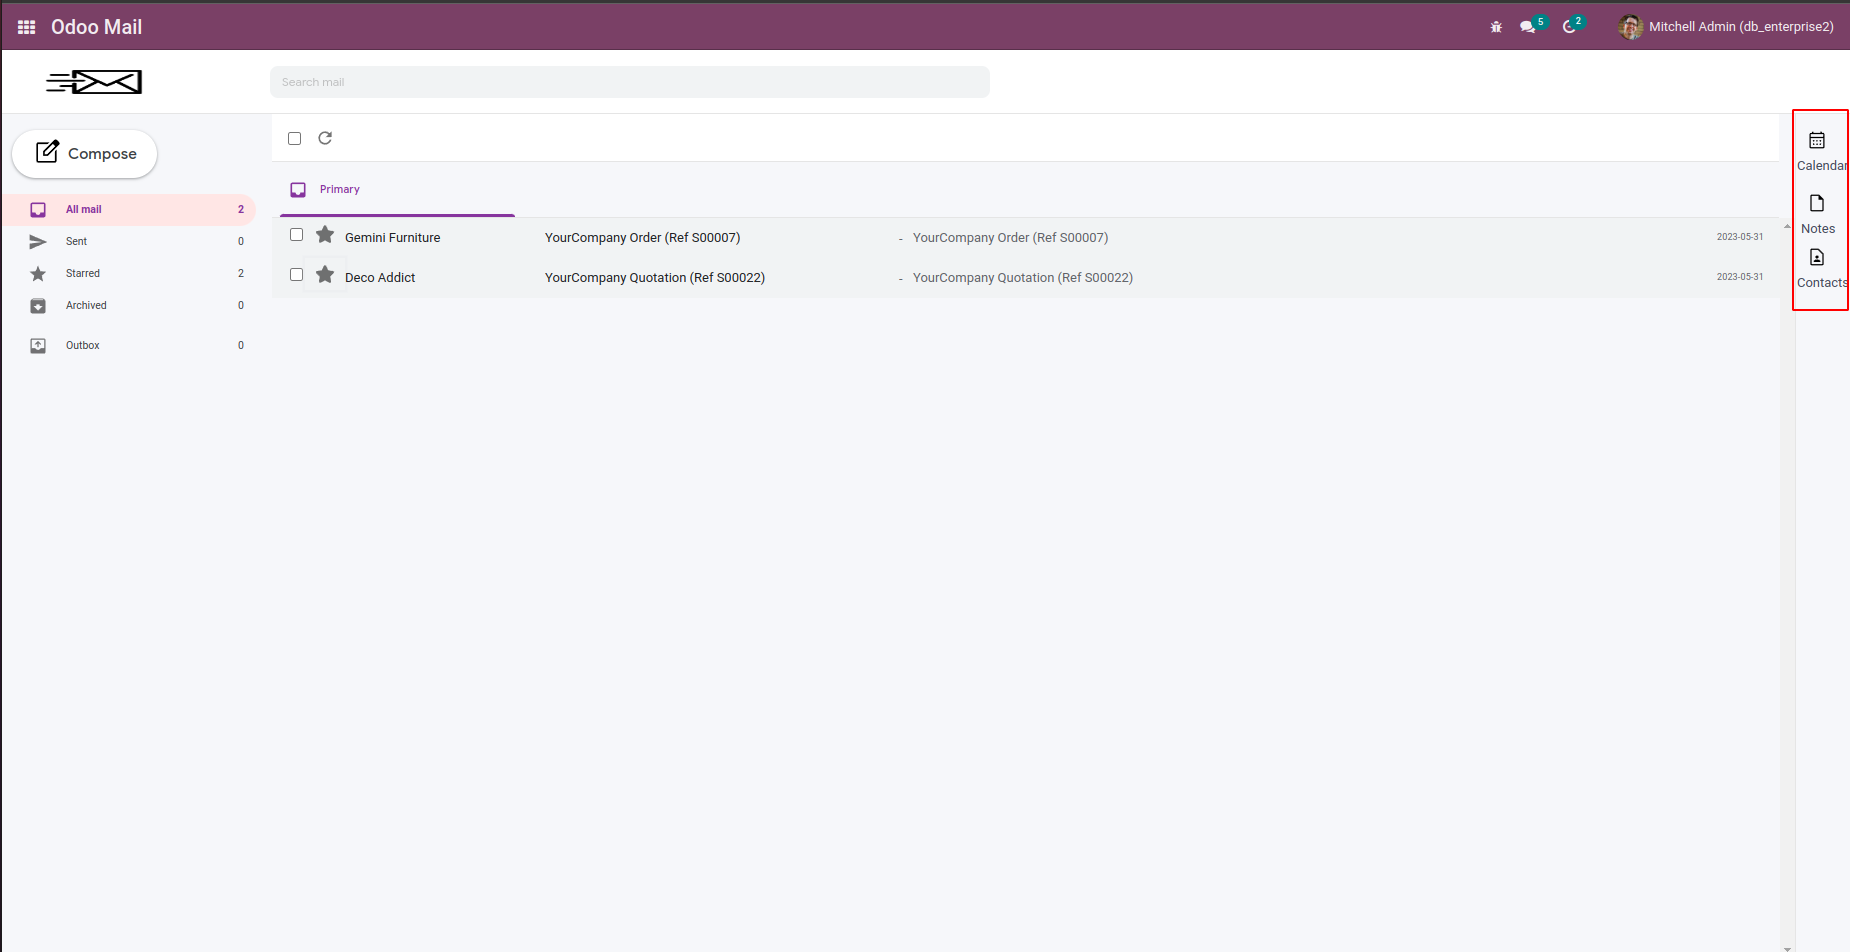 Odoo Mail
5
2
Mitchell Admin (db_enterprise2)
Search mail
Compose
All mail 2
Sent 0
Starred 2
Archived 0
Outbox 0
Primary
Gemini Furniture YourCompany Order (Ref S00007) - YourCompany Order (Ref S00007) 2023-05-31
Deco Addict YourCompany Quotation (Ref S00022) - YourCompany Quotation (Ref S00022) 2023-05-31
Calendar
Notes
Contacts